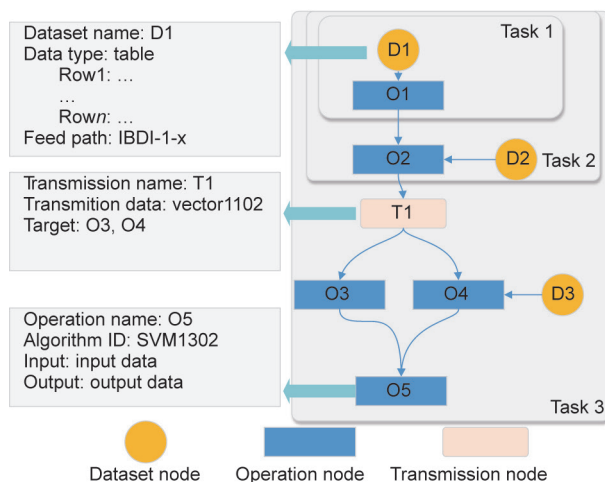 Dataset name: D1
Data type: table
Row1: …
…
Rown: …
Feed path: IBDI-1-x
Transmission name: T1
Transmition data: vector1102
Target: O3, O4
Operation name: O5
Algorithm ID: SVM1302
Input: input data
Output: output data
Task 1
D1
O1
O2
D2
Task 2
T1
O3
O4
D3
O5
Task 3
Dataset node
Operation node
Transmission node